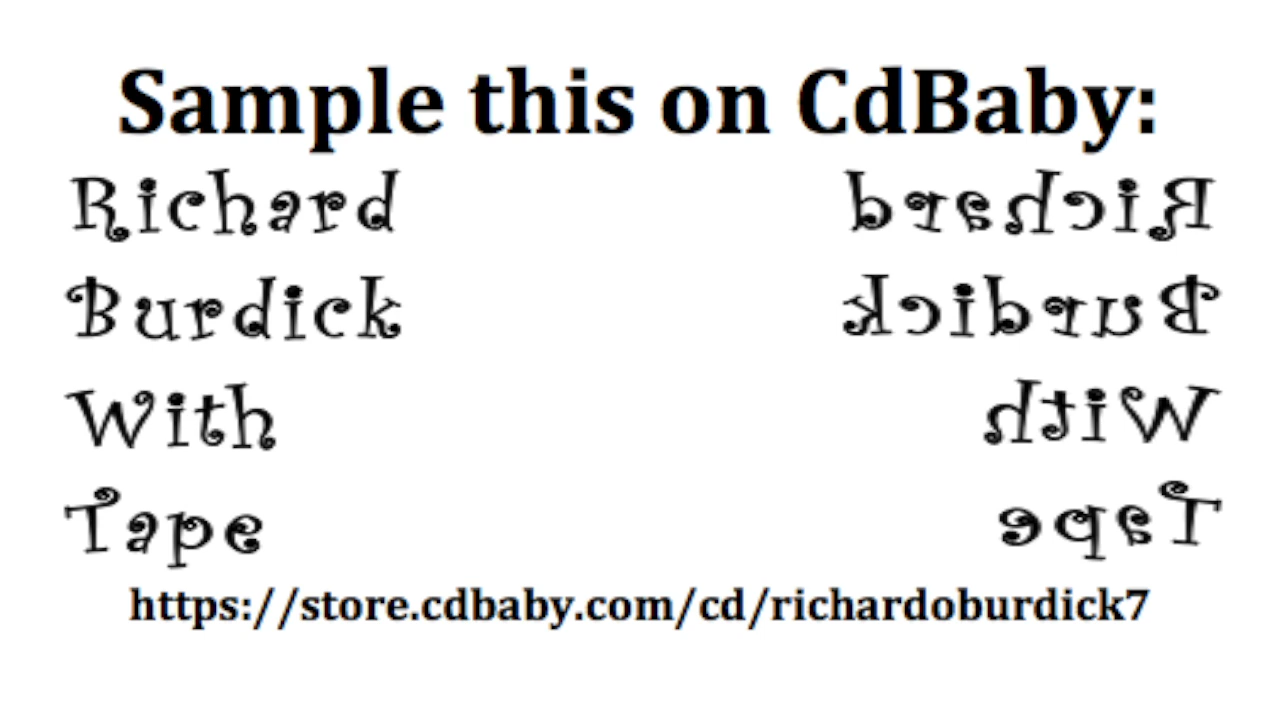 Sample this on CdBaby:
Richard Richard
Burdick Burdick
With With
Tape Tape
https://store.cdbaby.com/cd/richardoburdick7